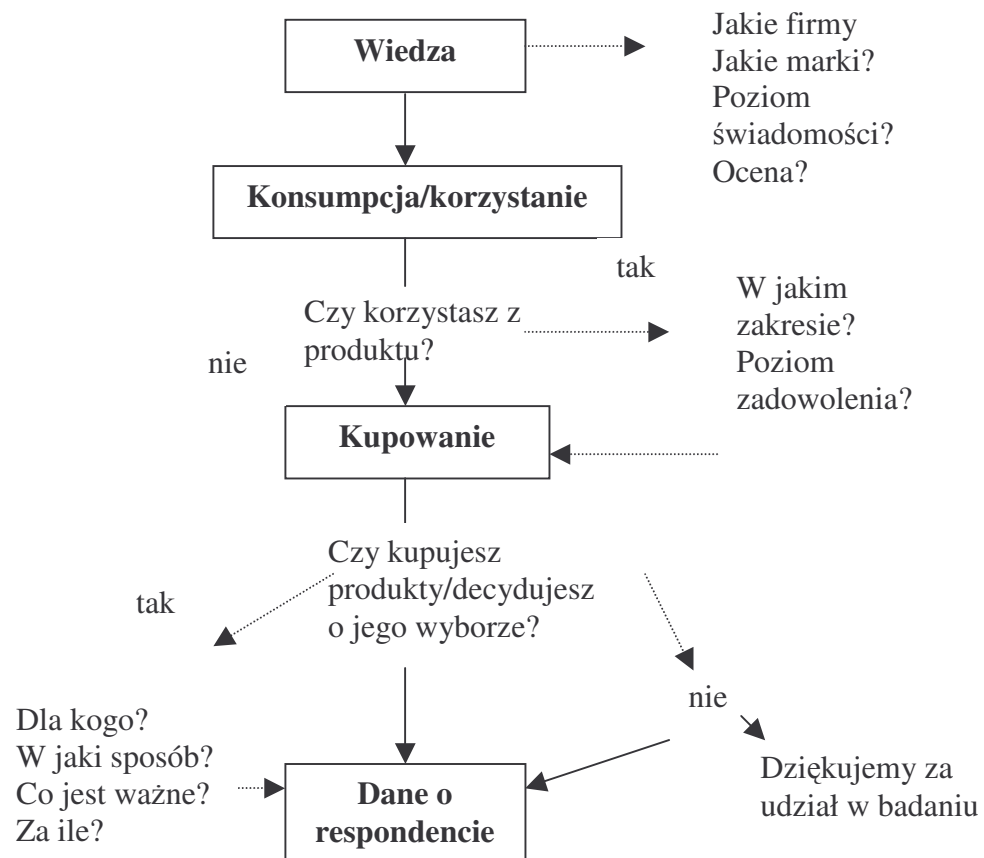 Wiedza
Jakie firmy
Jakie marki?
Poziom
świadomości?
Ocena?
Konsumpcja/korzystanie
tak
Czy korzystasz z
produktu?
nie
W jakim
zakresie?
Poziom
zadowolenia?
Kupowanie
Czy kupujesz
produkty/decydujesz
o jego wyborze?
tak
nie
Dla kogo?
W jaki sposób?
Co jest ważne?
Za ile?
Dane o
respondencie
Dziękujemy za
udział w badaniu